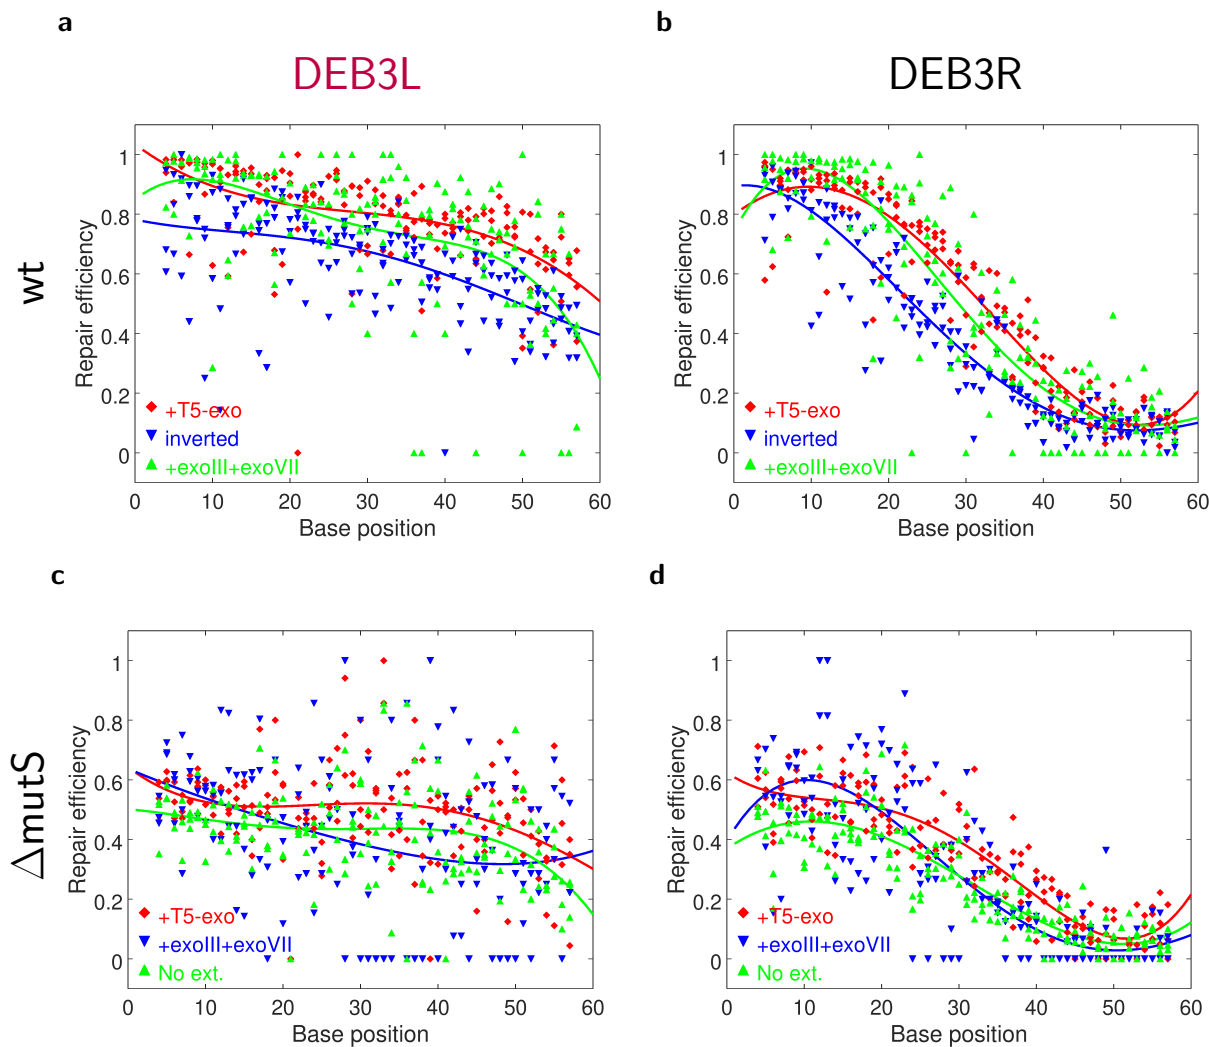 a
b
DEB3L
DEB3R
wt
Repair efficiency
1
0.8
0.6
0.4
0.2
0
+T5-exo
inverted
+exoIII+exoVII
0 10 20 30 40 50 60
Base position
Repair efficiency
1
0.8
0.6
0.4
0.2
0
+T5-exo
inverted
+exoIII+exoVII
0 10 20 30 40 50 60
Base position
c
d
△mutS
Repair efficiency
1
0.8
0.6
0.4
0.2
0
+T5-exo
+exoIII+exoVII
No ext.
0 10 20 30 40 50 60
Base position
Repair efficiency
1
0.8
0.6
0.4
0.2
0
+T5-exo
+exoIII+exoVII
No ext.
0 10 20 30 40 50 60
Base position